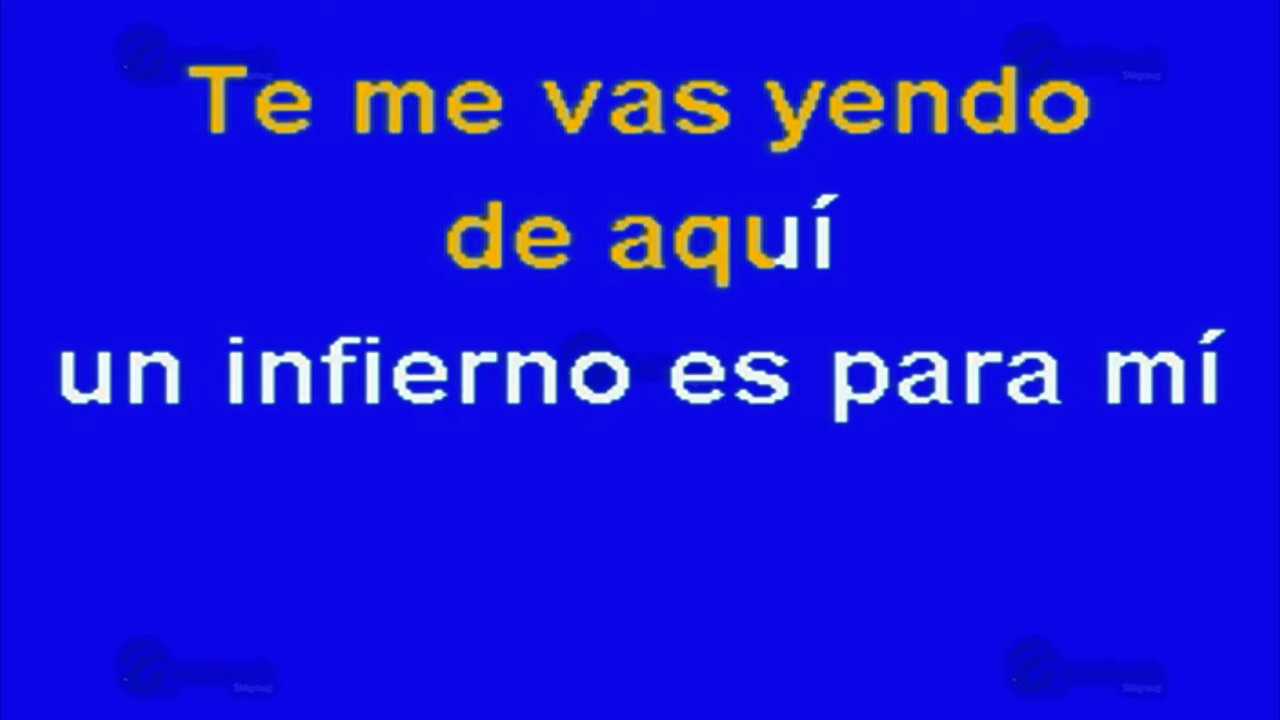 Te me vas yendo
de aquí
un infierno es para mí